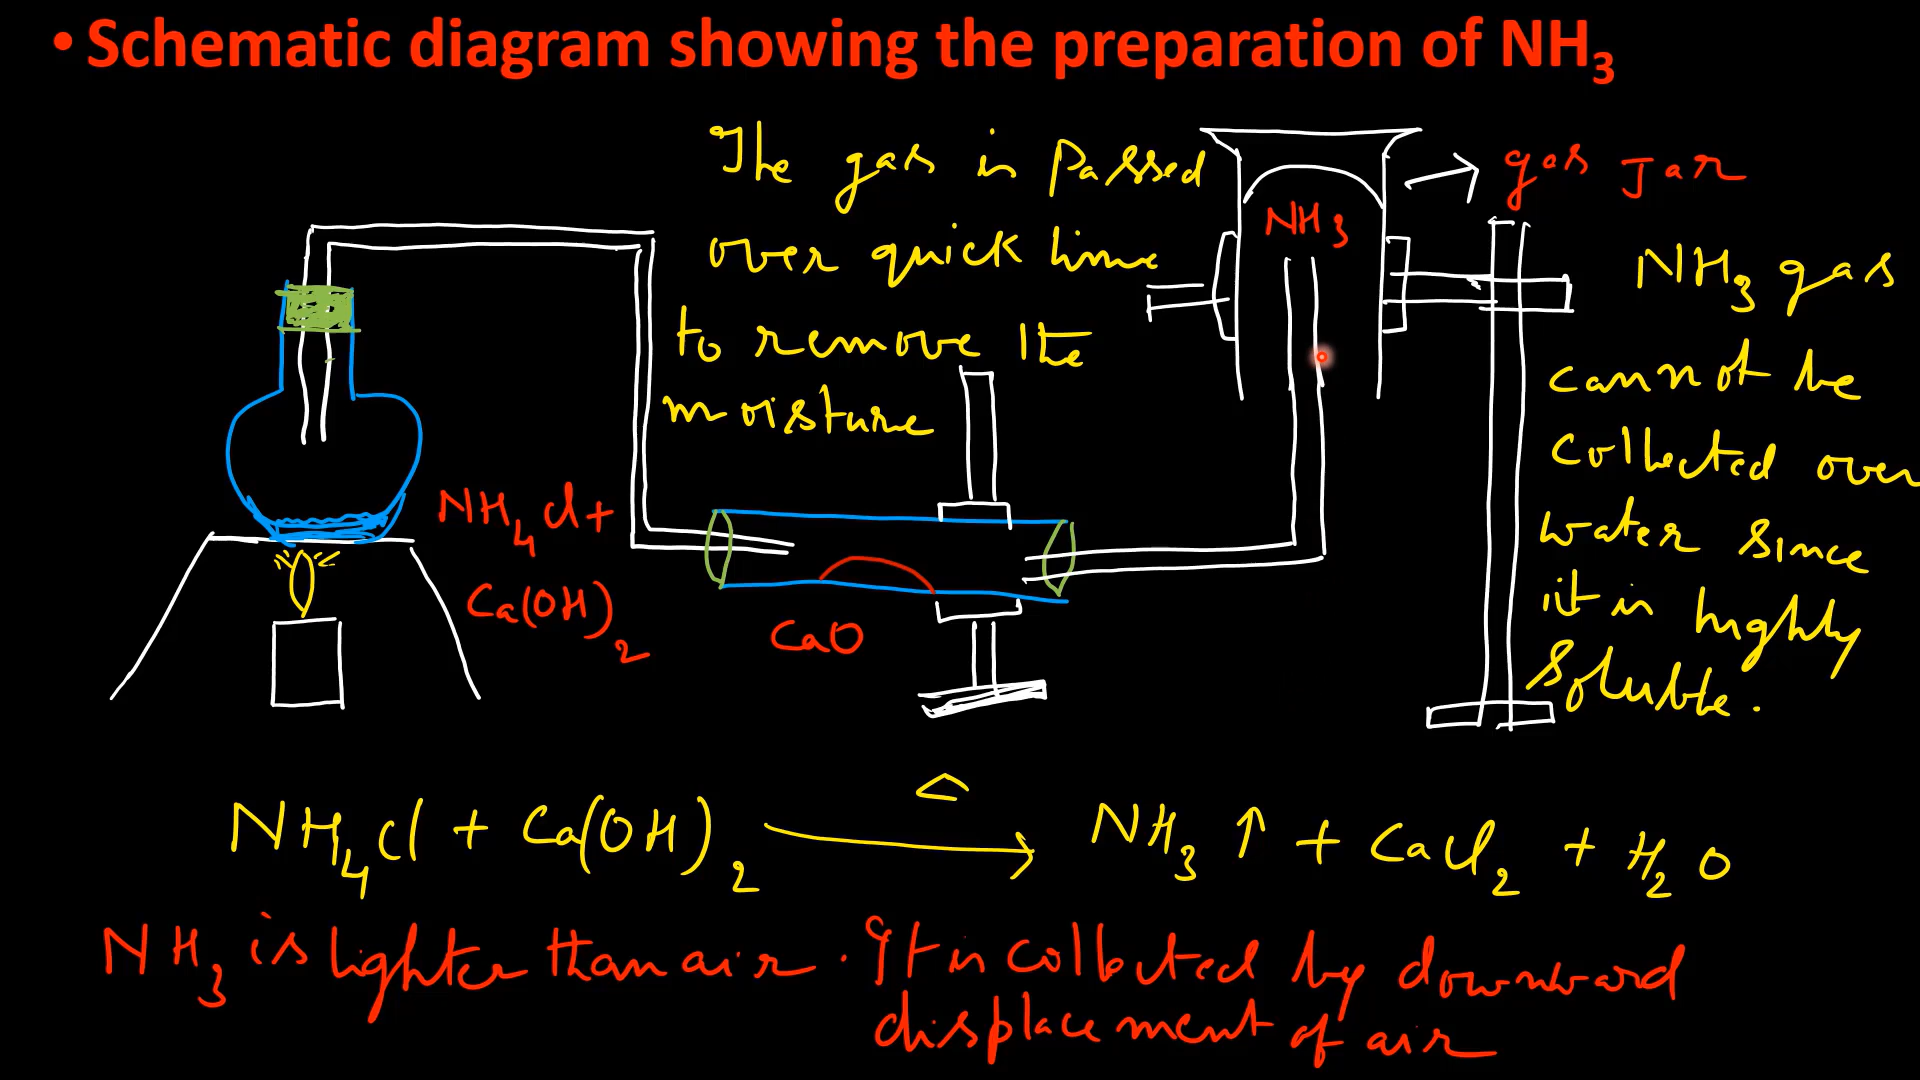 • Schematic diagram showing the preparation of NH3
The gas is passed
over quick lime
to remove the
moisture
gas Jar
NH3
NH3 gas
cannot be
collected over
water since
it is highly
soluble.
NH4Cl +
Ca(OH)2
CaO
Δ
NH4Cl + Ca(OH)2 → NH3 ↑ + CaCl2 + H2O
NH3 is lighter than air. It is collected by downward
displacement of air